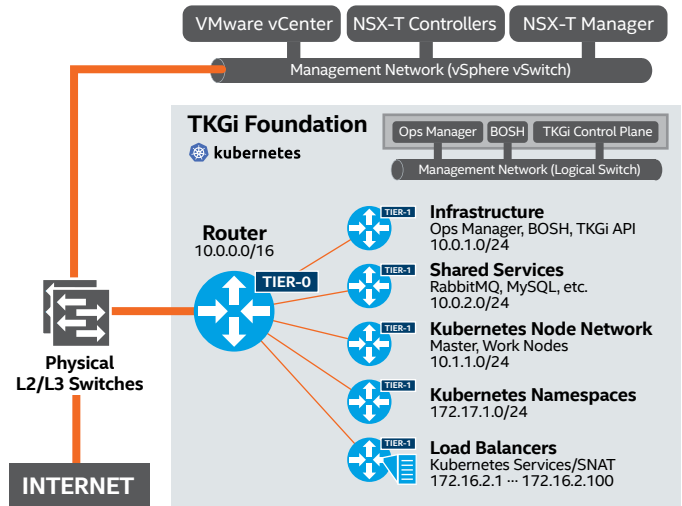 VMware vCenter
NSX-T Controllers
NSX-T Manager
Management Network (vSphere vSwitch)
TKGi Foundation
kubernetes
Ops Manager
BOSH
TKGi Control Plane
Management Network (Logical Switch)
Router
10.0.0.0/16
TIER-0
TIER-1
Infrastructure
Ops Manager, BOSH, TKGi API
10.0.1.0/24
TIER-1
Shared Services
RabbitMQ, MySQL, etc.
10.0.2.0/24
TIER-1
Kubernetes Node Network
Master, Work Nodes
10.1.1.0/24
TIER-1
Kubernetes Namespaces
172.17.1.0/24
TIER-1
Load Balancers
Kubernetes Services/SNAT
172.16.2.1 ··· 172.16.2.100
Physical
L2/L3 Switches
INTERNET